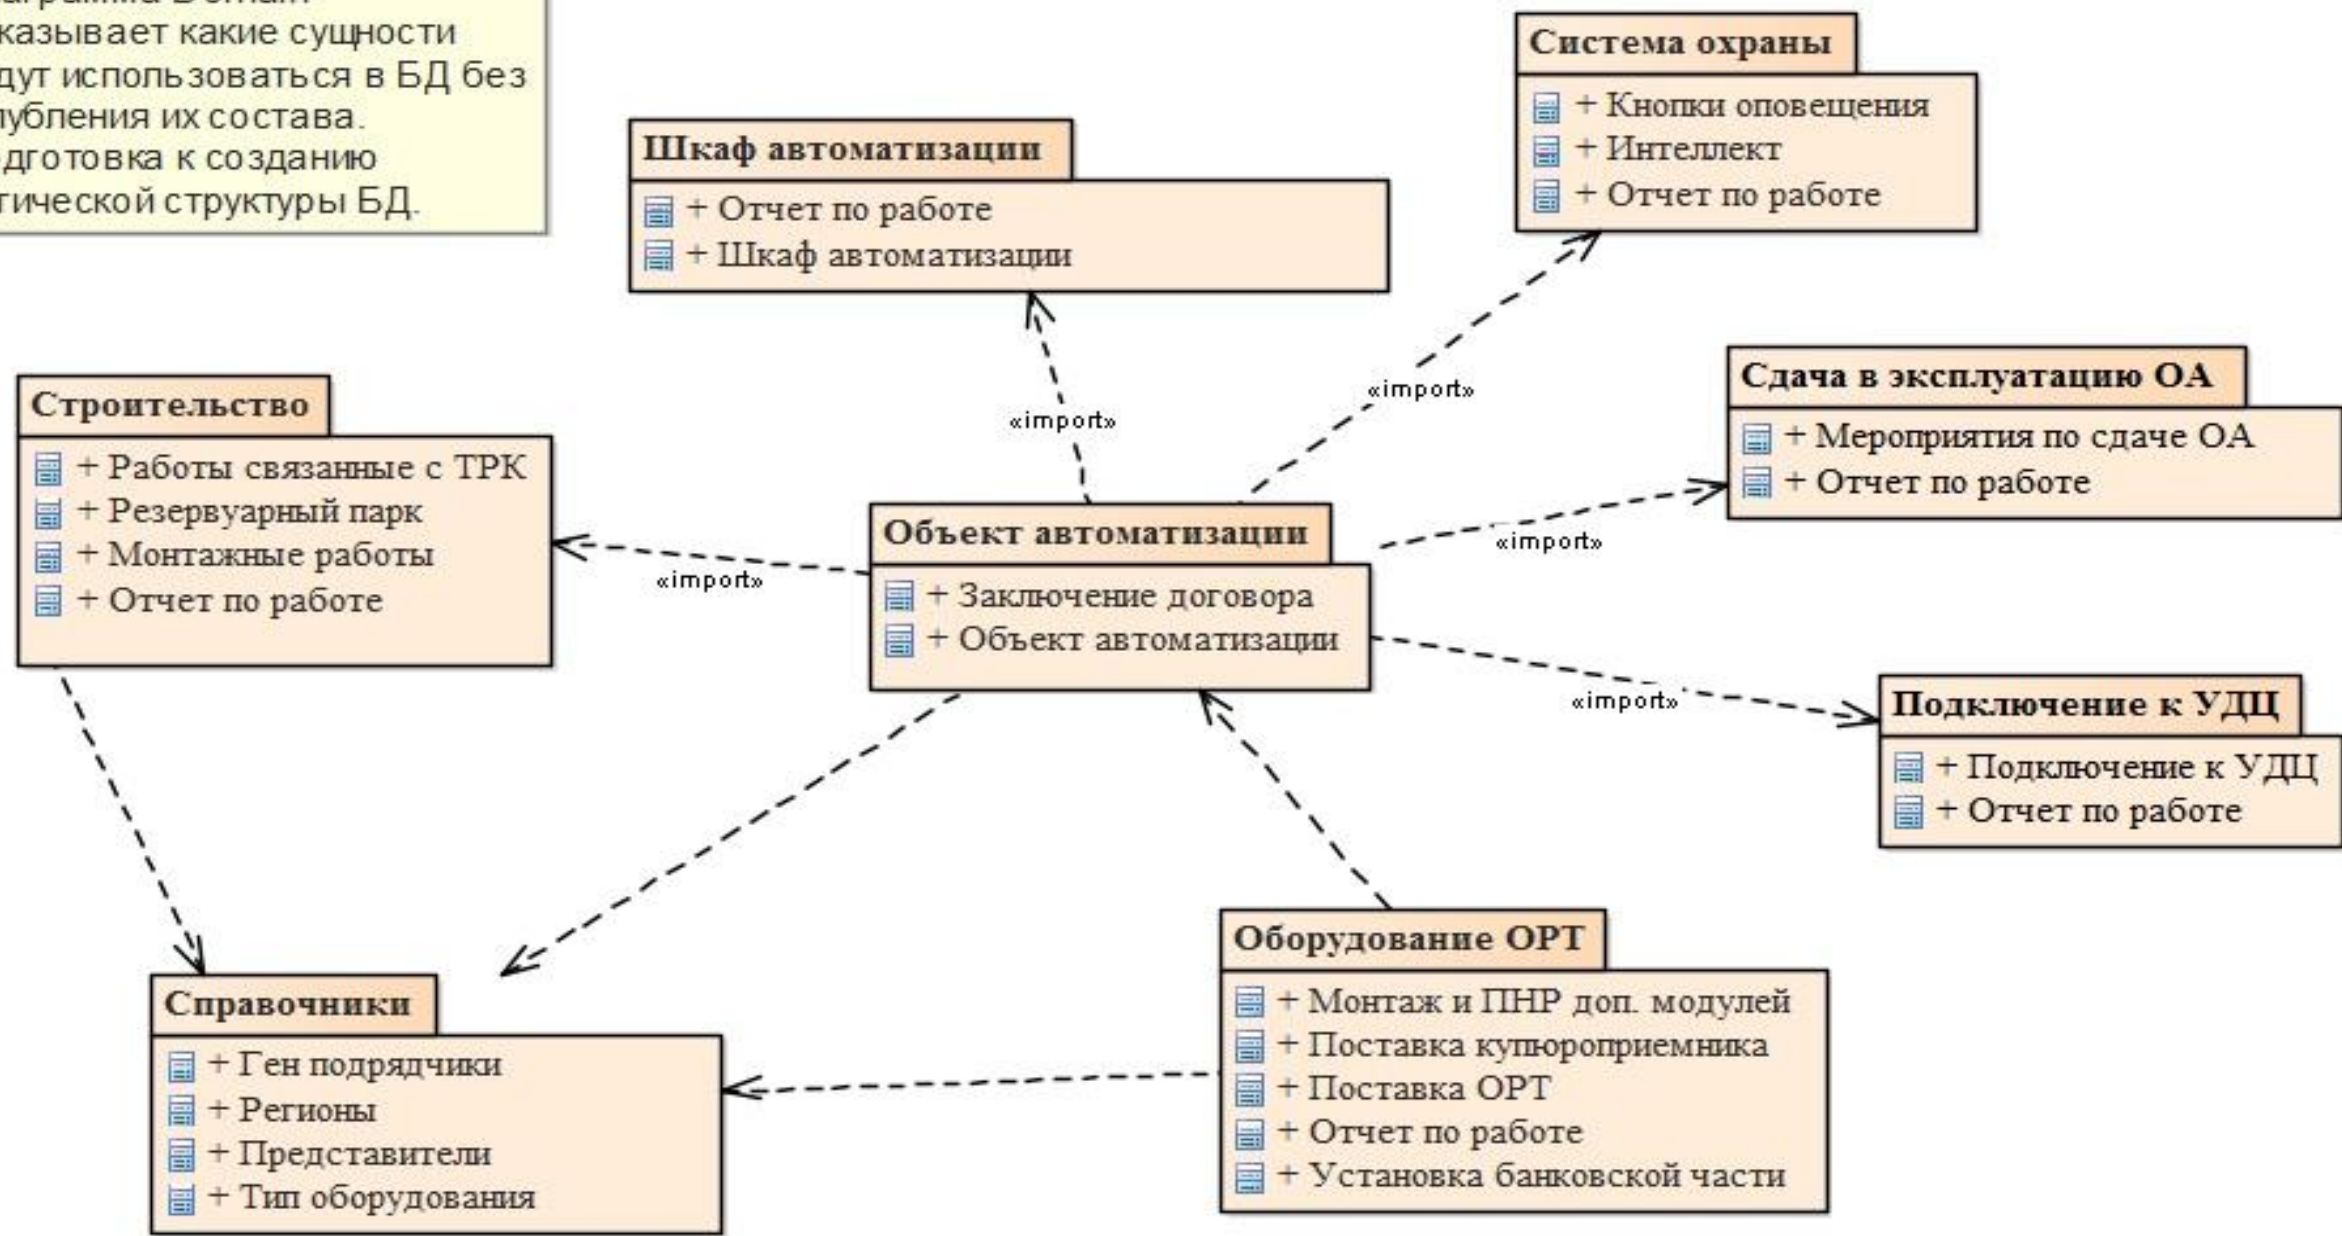 казывает какие сущности
дут использоваться в БД без
лубления их состава.
дготовка к созданию
гической структуры БД.
Система охраны
+ Кнопки оповещения
+ Интеллект
+ Отчет по работе
Шкаф автоматизации
+ Отчет по работе
+ Шкаф автоматизации
«import»
«import»
Сдача в эксплуатацию ОА
+ Мероприятия по сдаче ОА
+ Отчет по работе
Строительство
+ Работы связанные с ТРК
+ Резервуарный парк
+ Монтажные работы
+ Отчет по работе
«import»
Объект автоматизации
+ Заключение договора
+ Объект автоматизации
«import»
«import»
Подключение к УДЦ
+ Подключение к УДЦ
+ Отчет по работе
Справочники
+ Ген подрядчики
+ Регионы
+ Представители
+ Тип оборудования
Оборудование ОРТ
+ Монтаж и ПНР доп. модулей
+ Поставка купюроприемника
+ Поставка ОРТ
+ Отчет по работе
+ Установка банковской части